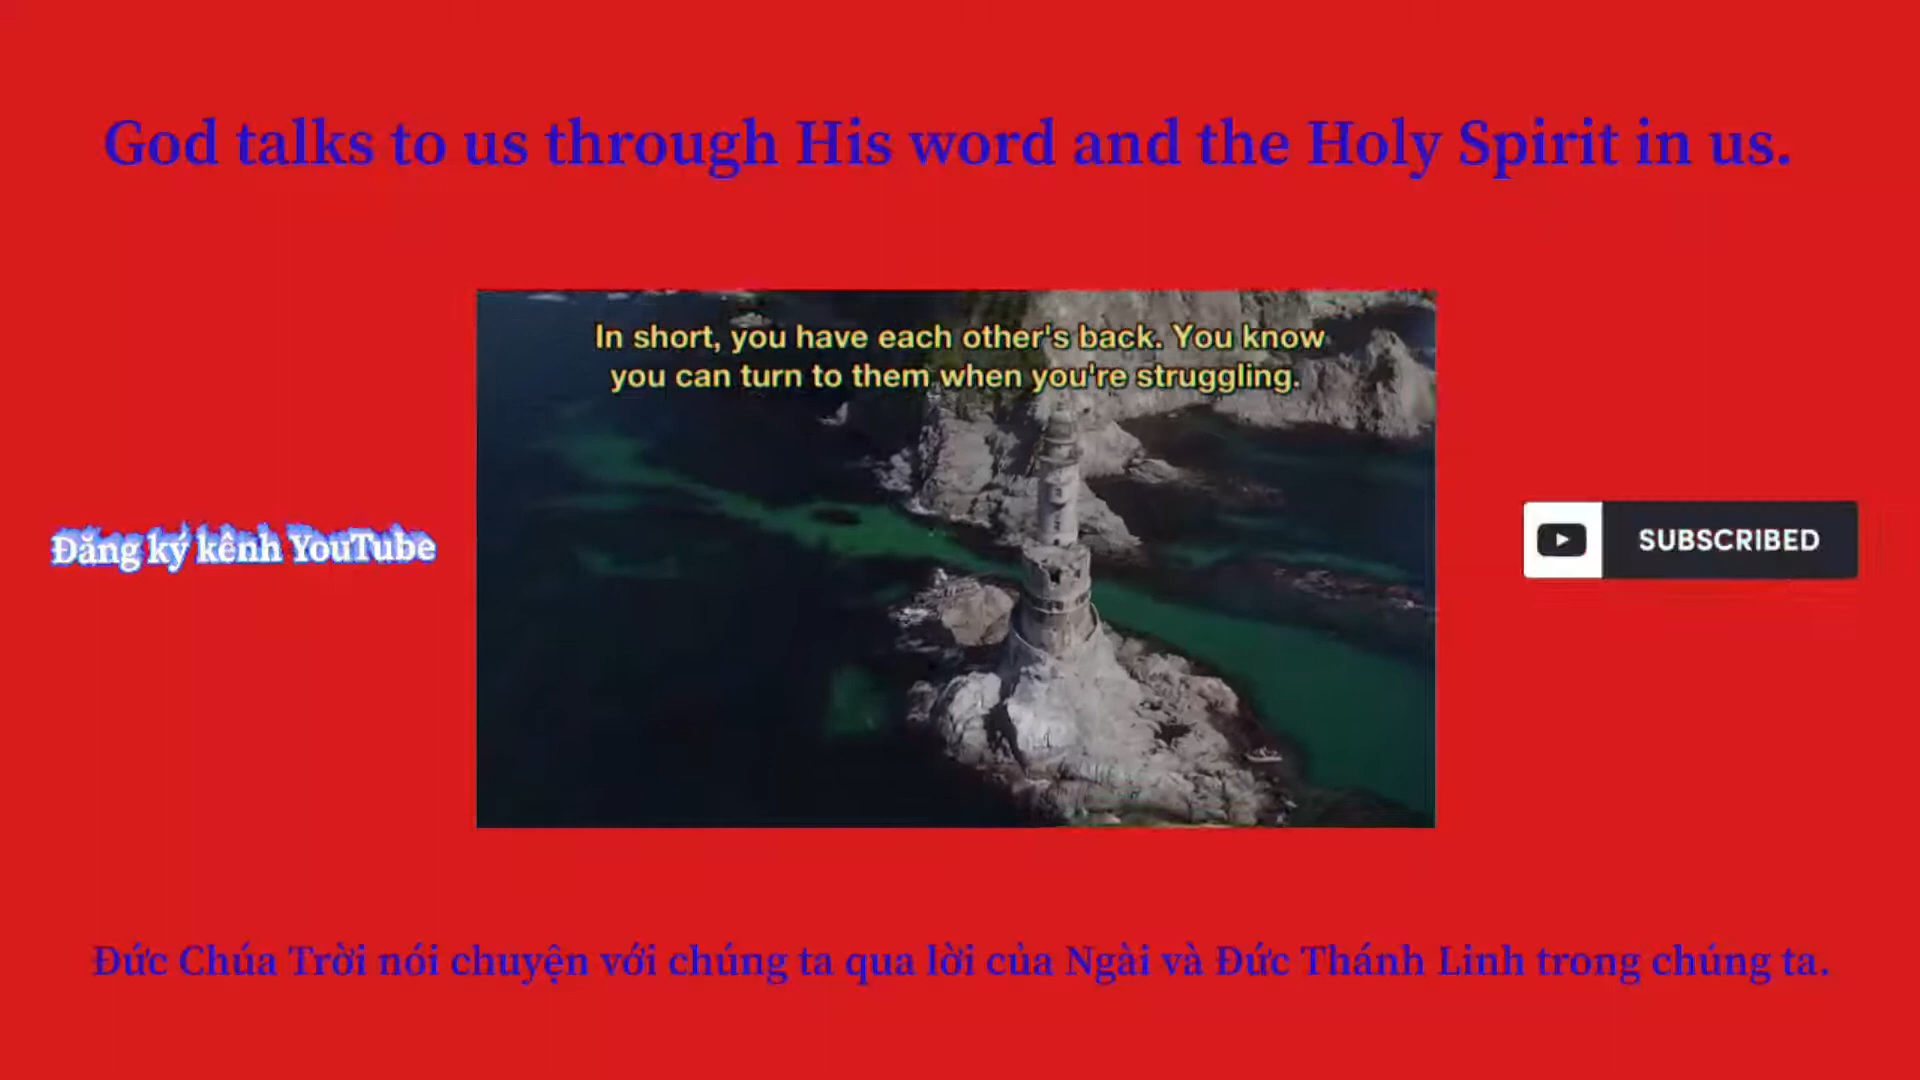 God talks to us through His word and the Holy Spirit in us.
In short, you have each other's back. You know
you can turn to them when you're struggling.
Đăng ký kênh YouTube
SUBSCRIBED
Đức Chúa Trời nói chuyện với chúng ta qua lời của Ngài và Đức Thánh Linh trong chúng ta.